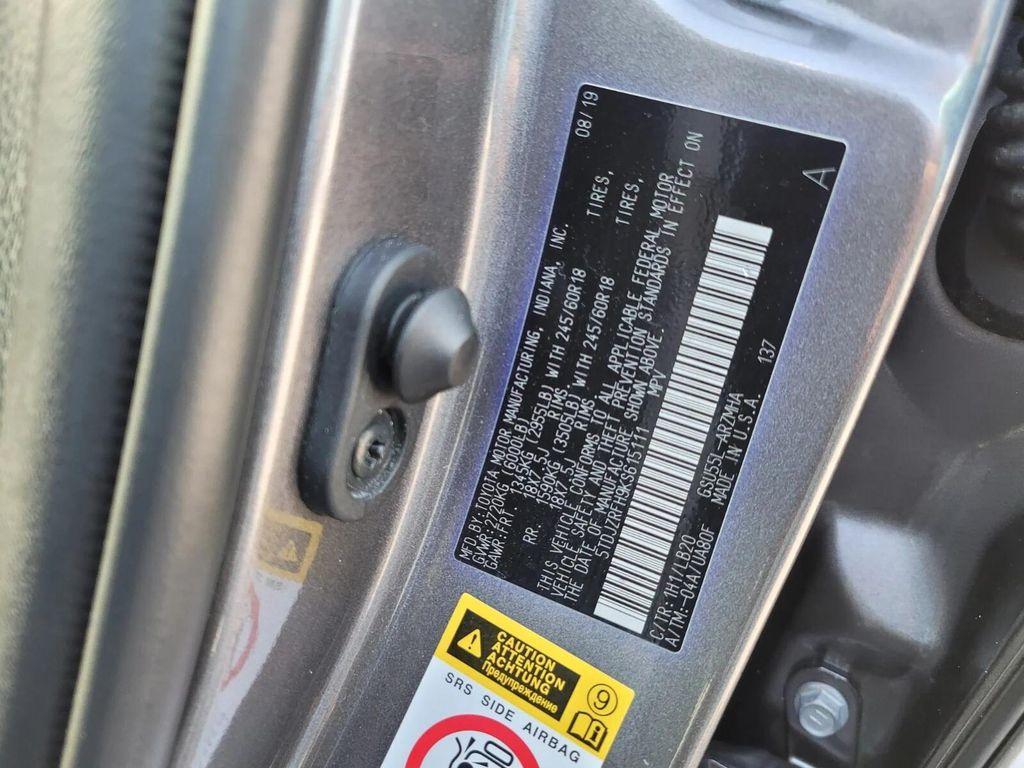 08/19
MFD.BY: TOYOTA MOTOR MANUFACTURING, INDIANA, INC.
GVWR:2720KG (6000LB)
GAWR:FRT. 1345KG (2955LB) WITH 245/60R18 TIRES,
18X7.5J RIMS
RR. 1590KG (3505LB) WITH 245/60R18 TIRES,
18X7.5J RIMS
THIS VEHICLE CONFORMS TO ALL APPLICABLE FEDERAL MOTOR
VEHICLE SAFETY AND THEFT PREVENTION STANDARDS IN EFFECT ON
THE DATE OF MANUFACTURE SHOWN ABOVE.
MPV
C/TR: 1H1/LB20 137
A/TM:-04A/UA80F MADE IN U.S.A.
A
CAUTION
ATTENTION
ACHTUNG
Предупреждение
9
SRS SIDE AIRBAG